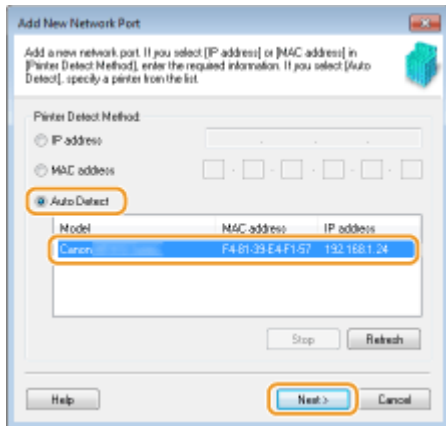 Add New Network Port
Add a new network port. If you select [IP address] or [MAC address] in
[Printer Detect Method], enter the required information. If you select [Auto
Detect], specify a printer from the list.
Printer Detect Method:
IP address
MAC address
Auto Detect
Model MAC address IP address
Canon F4-81-39-E4-F1-57 192.168.1.24
Stop Refresh
Help Next > Cancel